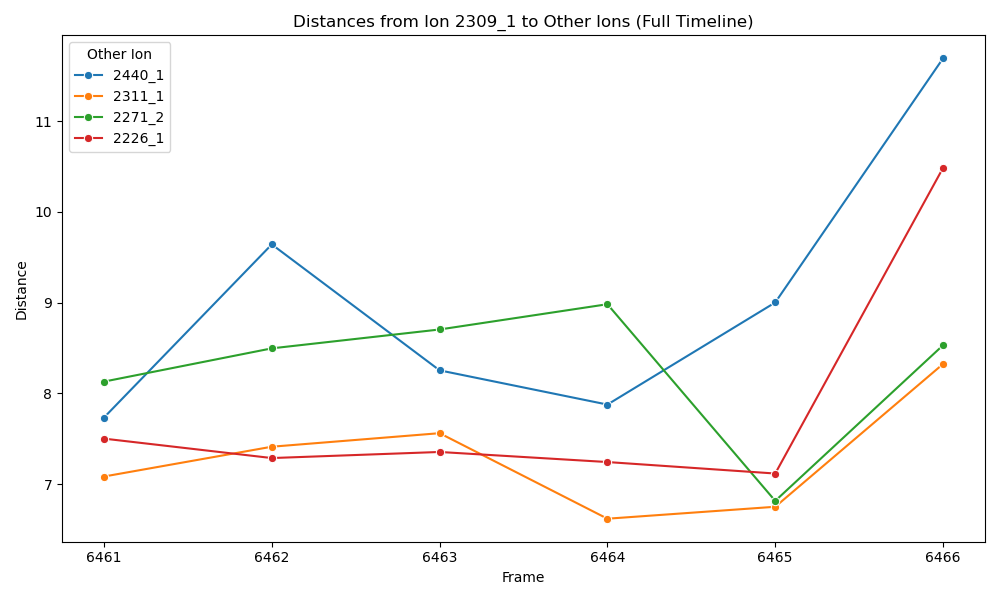 Distances from Ion 2309_1 to Other Ions (Full Timeline)
Other Ion
2440_1
2311_1
2271_2
2226_1
11
10
9
8
7
Distance
6461 6462 6463 6464 6465 6466
Frame